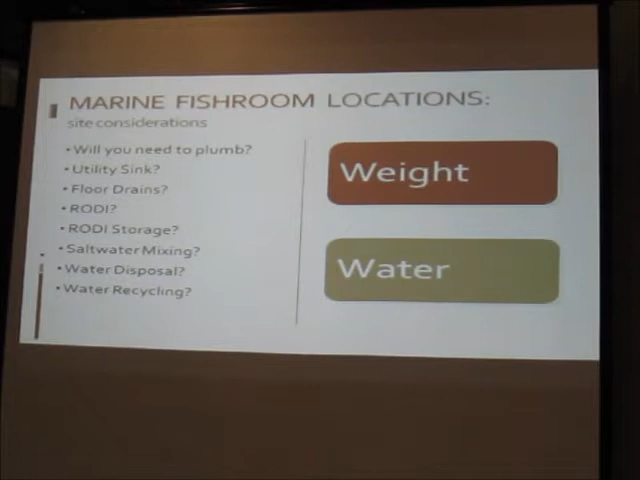 MARINE FISHROOM LOCATIONS:
site considerations
• Will you need to plumb?
• Utility Sink?
• Floor Drains?
• RODI?
• RODI Storage?
• Saltwater Mixing?
• Water Disposal?
• Water Recycling?
Weight
Water